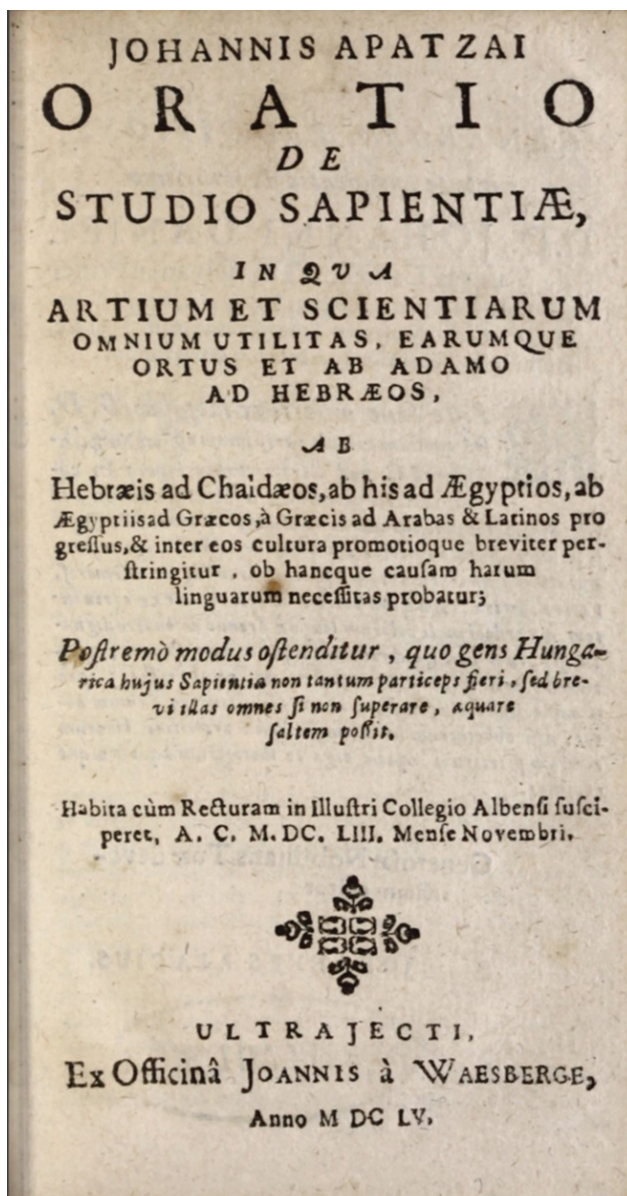 JOHANNIS APATZAI
ORATIO
DE
STUDIO SAPIENTIÆ,
IN QVA
ARTIUM ET SCIENTIARUM
OMNIUM UTILITAS, EARUMQUE
ORTUS ET AB ADAMO
AD HEBRÆOS,
AB
Hebræis ad Chaldæos, ab his ad Ægyptios, ab
Ægyptiis ad Græcos, à Græcis ad Arabas & Latinos pro
greſſus, & inter eos cultura promotioque breviter per-
ſtringitur, ob hancque cauſam harum
linguarum neceſſitas probatur;
Poſtremò modus oſtenditur, quo gens Hunga-
rica hujus Sapientiæ non tantum particeps fieri, ſed bre-
vi illas omnes ſi non ſuperare, æquare
ſaltem poſſit.
Habita cùm Recturam in Illuſtri Collegio Albenſi ſuſci-
peret, A. C. M. DC. LIII. Menſe Novembri.
ULTRAJECTI,
Ex Officinâ JOANNIS à WAESBERGE,
Anno M DC LV.